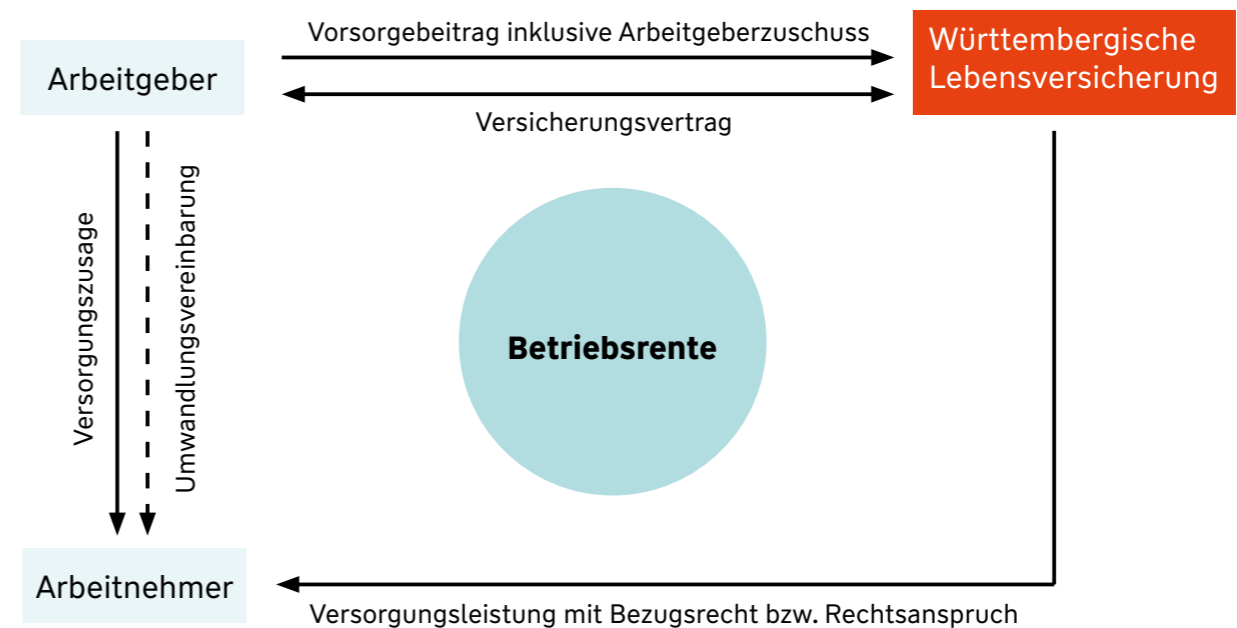 Vorsorgebeitrag inklusive Arbeitgeberzuschuss
Arbeitgeber
Württembergische
Lebensversicherung
Versicherungsvertrag
Versorgungszusage
Umwandlungsvereinbarung
Betriebsrente
Arbeitnehmer
Versorgungsleistung mit Bezugsrecht bzw. Rechtsanspruch